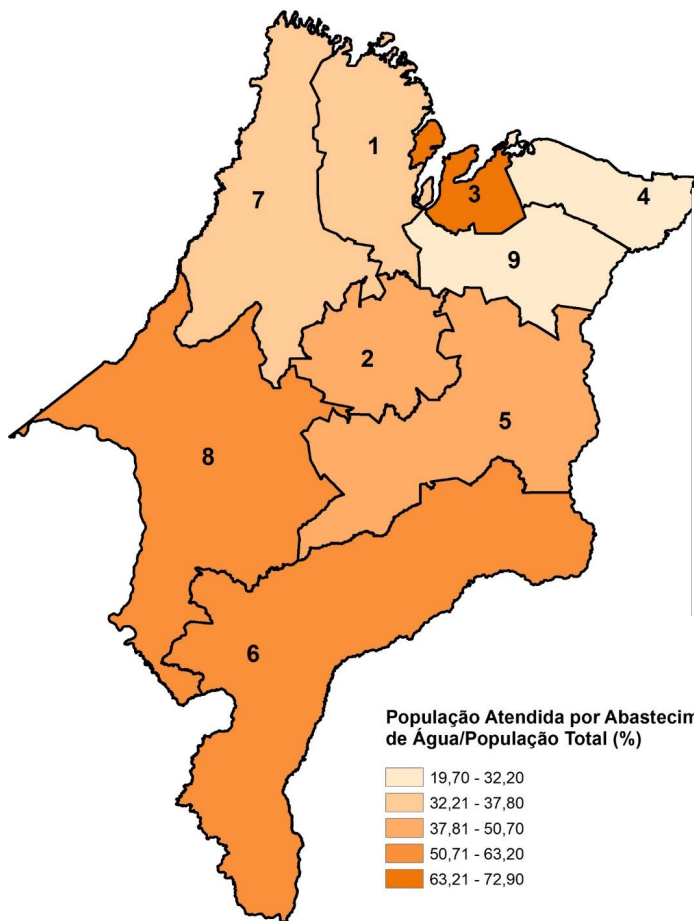 1
3
4
7
9
2
5
8
6
População Atendida por Abastecim
de Água/População Total (%)
19,70 - 32,20
32,21 - 37,80
37,81 - 50,70
50,71 - 63,20
63,21 - 72,90